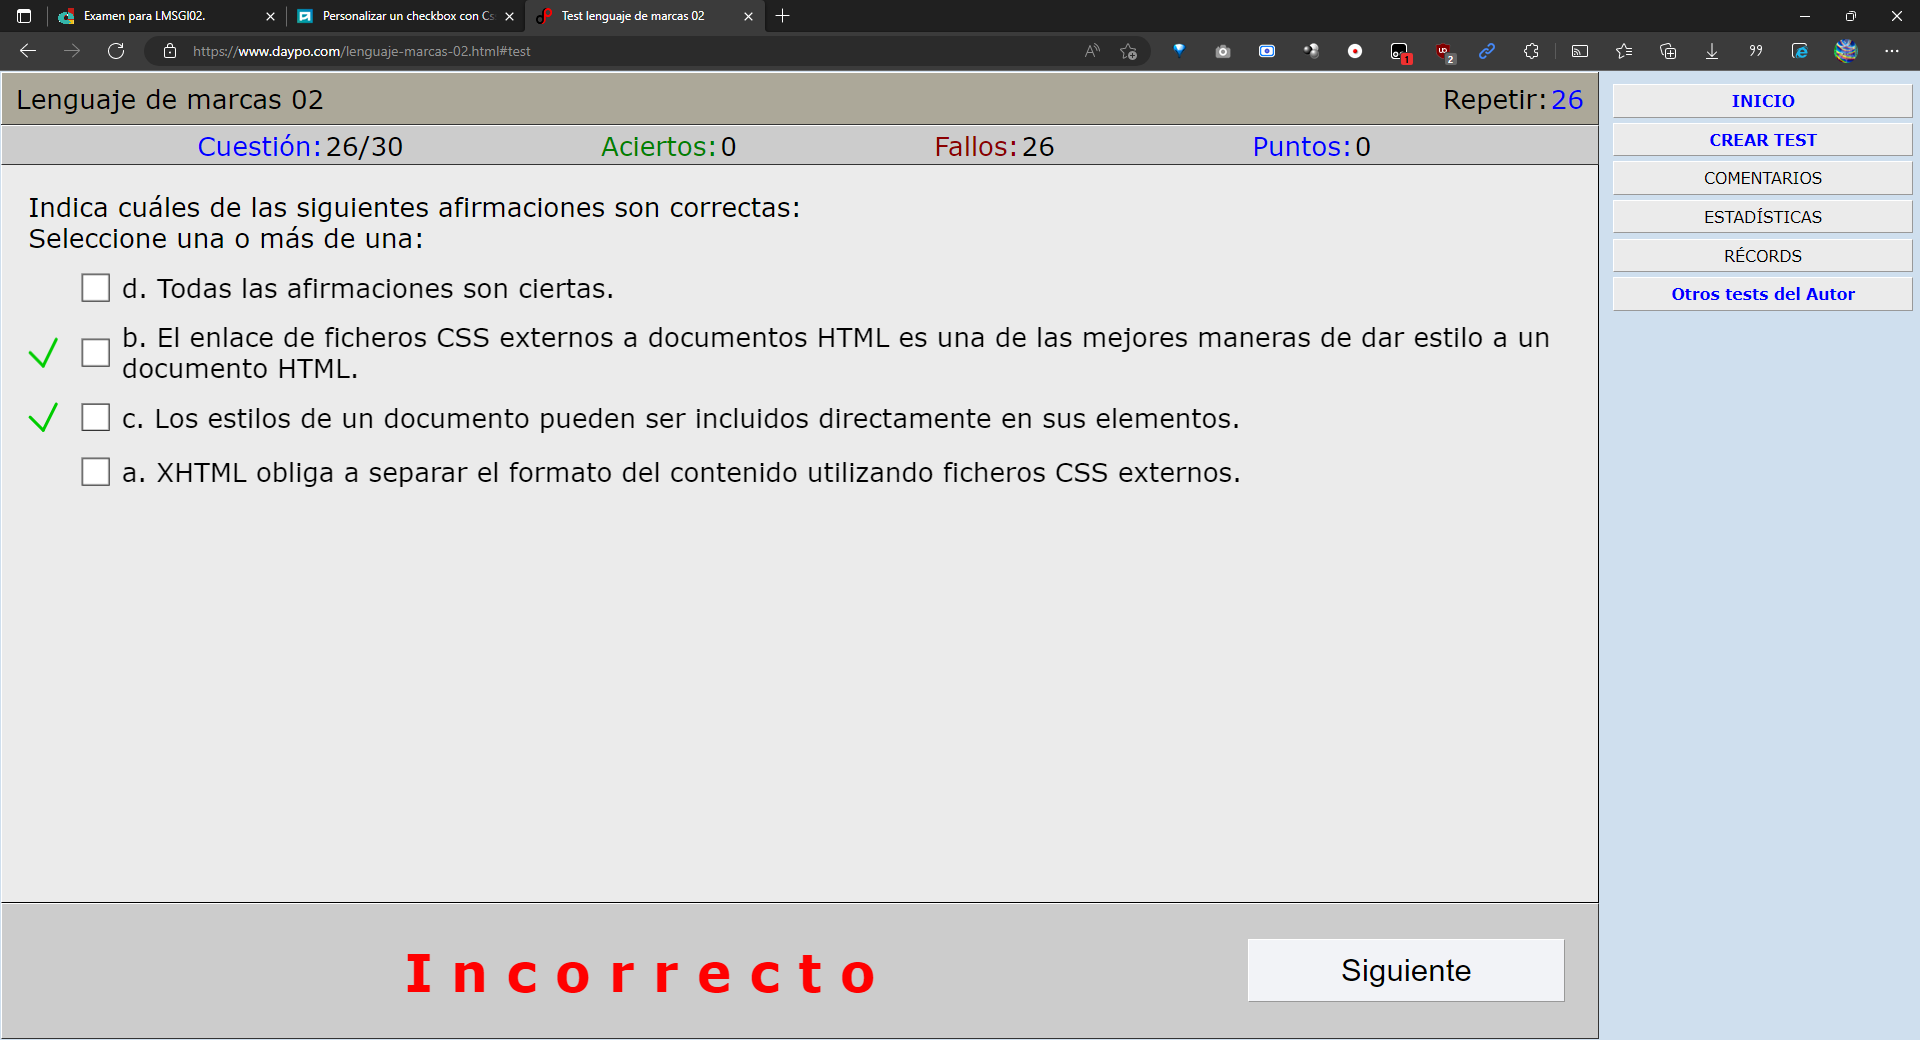 Examen para LMSGI02.
Personalizar un checkbox con Cs
Test lenguaje de marcas 02
https://www.daypo.com/lenguaje-marcas-02.html#test
1
2
Lenguaje de marcas 02
Repetir:26
Cuestión:26/30
Aciertos:0
Fallos:26
Puntos:0
Indica cuáles de las siguientes afirmaciones son correctas:
Seleccione una o más de una:
d. Todas las afirmaciones son ciertas.
b. El enlace de ficheros CSS externos a documentos HTML es una de las mejores maneras de dar estilo a un
documento HTML.
c. Los estilos de un documento pueden ser incluidos directamente en sus elementos.
a. XHTML obliga a separar el formato del contenido utilizando ficheros CSS externos.
Incorrecto
Siguiente
INICIO
CREAR TEST
COMENTARIOS
ESTADÍSTICAS
RÉCORDS
Otros tests del Autor